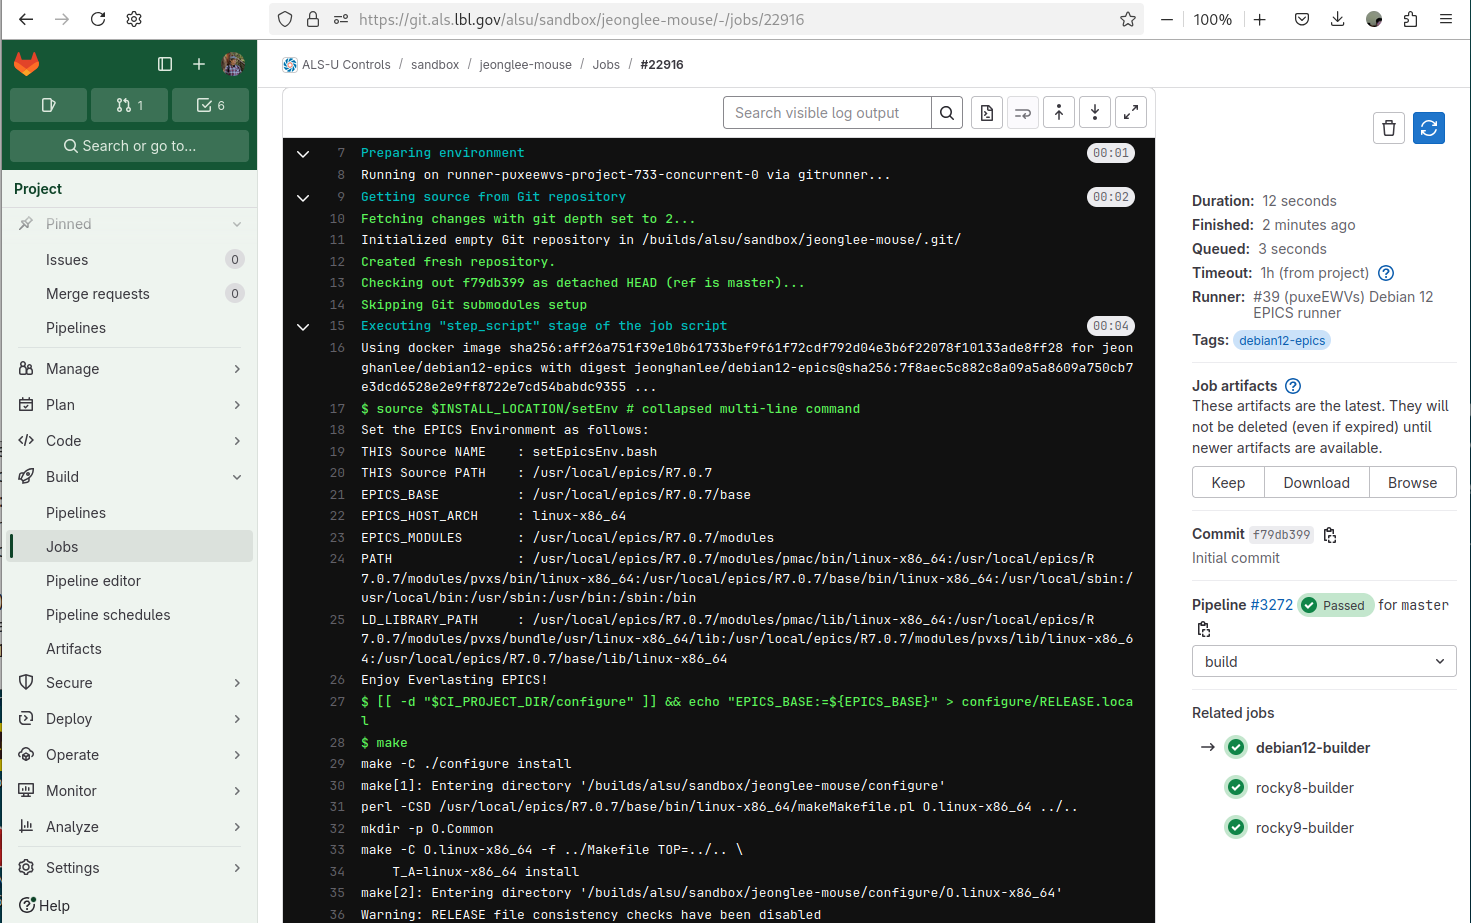 https://git.als.lbl.gov/alsu/sandbox/jeonglee-mouse/-/jobs/22916
100%
ALS-U Controls / sandbox / jeonglee-mouse / Jobs / #22916
1
6
Search or go to...
Project
Pinned
Issues 0
Merge requests 0
Pipelines
Manage
Plan
Code
Build
Pipelines
Jobs
Pipeline editor
Pipeline schedules
Artifacts
Secure
Deploy
Operate
Monitor
Analyze
Settings
Help
Search visible log output
7 Preparing environment 00:01
8 Running on runner-puxeewvs-project-733-concurrent-0 via gitrunner...
9 Getting source from Git repository 00:02
10 Fetching changes with git depth set to 2...
11 Initialized empty Git repository in /builds/alsu/sandbox/jeonglee-mouse/.git/
12 Created fresh repository.
13 Checking out f79db399 as detached HEAD (ref is master)...
14 Skipping Git submodules setup
15 Executing "step_script" stage of the job script 00:04
16 Using docker image sha256:aff26a751f39e10b61733bef9f61f72cdf792d04e3b6f22078f10133ade8ff28 for jeon
ghanlee/debian12-epics with digest jeonghanlee/debian12-epics@sha256:7f8aec5c882c8a09a5a8609a750cb7
e3dcd6528e2e9ff8722e7cd54babdc9355 ...
17 $ source $INSTALL_LOCATION/setEnv # collapsed multi-line command
18 Set the EPICS Environment as follows:
19 THIS Source NAME : setEpicsEnv.bash
20 THIS Source PATH : /usr/local/epics/R7.0.7
21 EPICS_BASE : /usr/local/epics/R7.0.7/base
22 EPICS_HOST_ARCH : linux-x86_64
23 EPICS_MODULES : /usr/local/epics/R7.0.7/modules
24 PATH : /usr/local/epics/R7.0.7/modules/pmac/bin/linux-x86_64:/usr/local/epics/R
7.0.7/modules/pvxs/bin/linux-x86_64:/usr/local/epics/R7.0.7/base/bin/linux-x86_64:/usr/local/sbin:/
usr/local/bin:/usr/sbin:/usr/bin:/sbin:/bin
25 LD_LIBRARY_PATH : /usr/local/epics/R7.0.7/modules/pmac/lib/linux-x86_64:/usr/local/epics/R
7.0.7/modules/pvxs/bundle/usr/linux-x86_64/lib:/usr/local/epics/R7.0.7/modules/pvxs/lib/linux-x86_6
4:/usr/local/epics/R7.0.7/base/lib/linux-x86_64
26 Enjoy Everlasting EPICS!
27 $ [[ -d "$CI_PROJECT_DIR/configure" ]] && echo "EPICS_BASE:=${EPICS_BASE}" > configure/RELEASE.loca
l
28 $ make
29 make -C ./configure install
30 make[1]: Entering directory '/builds/alsu/sandbox/jeonglee-mouse/configure'
31 perl -CSD /usr/local/epics/R7.0.7/base/bin/linux-x86_64/makeMakefile.pl O.linux-x86_64 ../..
32 mkdir -p O.Common
33 make -C O.linux-x86_64 -f ../Makefile TOP=../.. \
34 T_A=linux-x86_64 install
35 make[2]: Entering directory '/builds/alsu/sandbox/jeonglee-mouse/configure/O.linux-x86_64'
36 Warning: RELEASE file consistency checks have been disabled
Duration: 12 seconds
Finished: 2 minutes ago
Queued: 3 seconds
Timeout: 1h (from project)
Runner: #39 (puxeEWVs) Debian 12
EPICS runner
Tags: debian12-epics
Job artifacts
These artifacts are the latest. They will
not be deleted (even if expired) until
newer artifacts are available.
Keep Download Browse
Commit f79db399
Initial commit
Pipeline #3272 Passed for master
build
Related jobs
→ debian12-builder
rocky8-builder
rocky9-builder